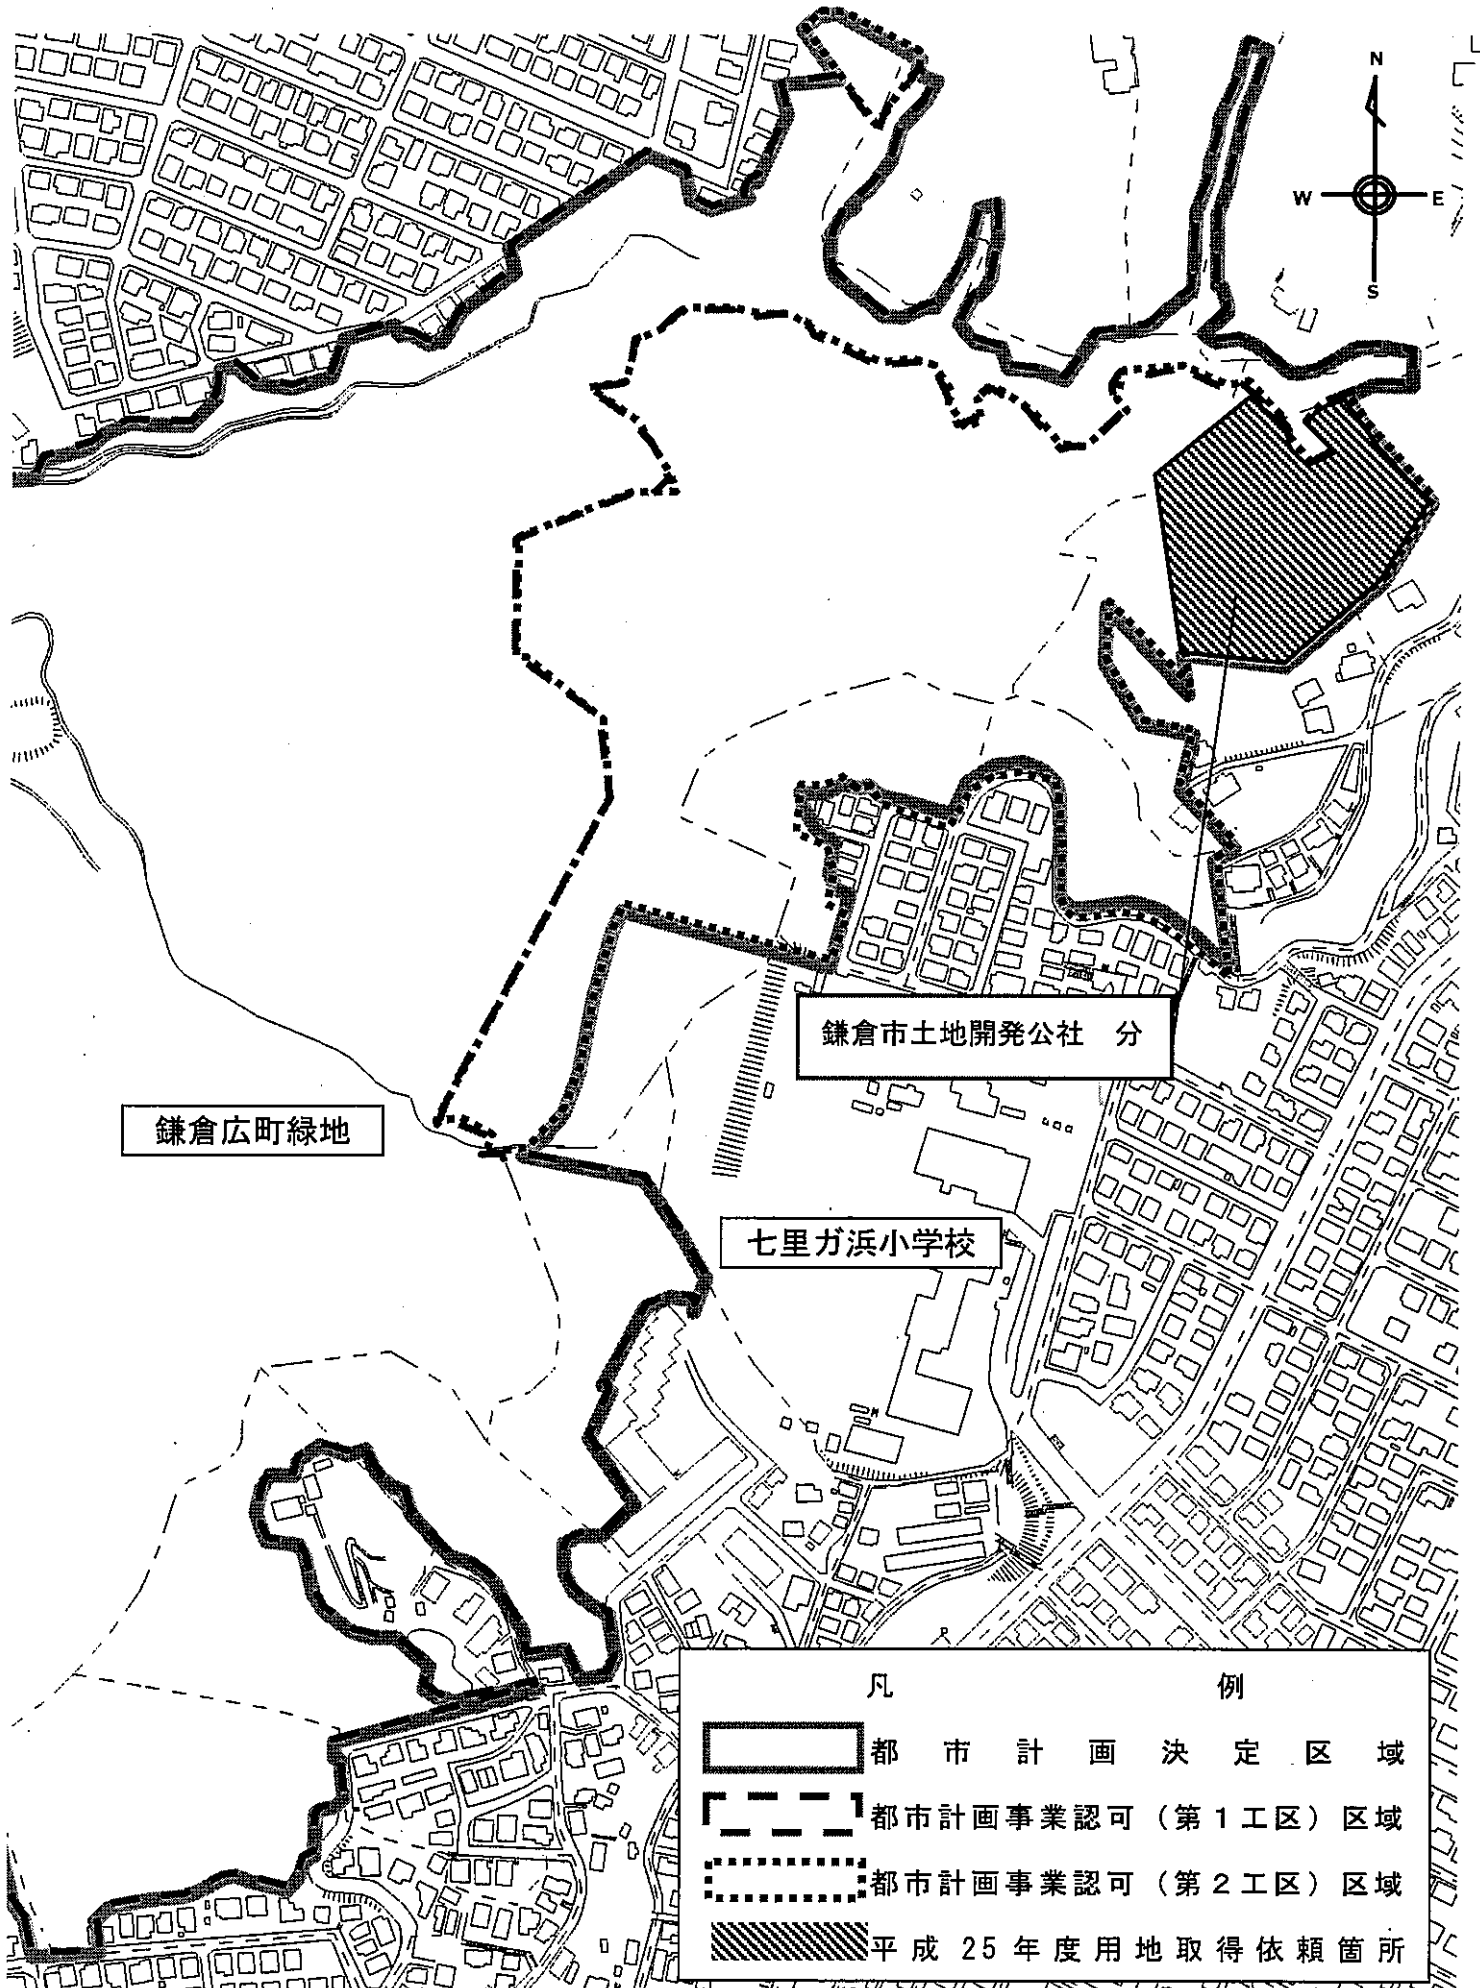 N
W E
S
鎌倉市土地開発公社 分
鎌倉広町緑地
七里ガ浜小学校
凡 例
都市計画決定区域
都市計画事業認可（第１工区）区域
都市計画事業認可（第２工区）区域
平成 25 年度用地取得依頼箇所